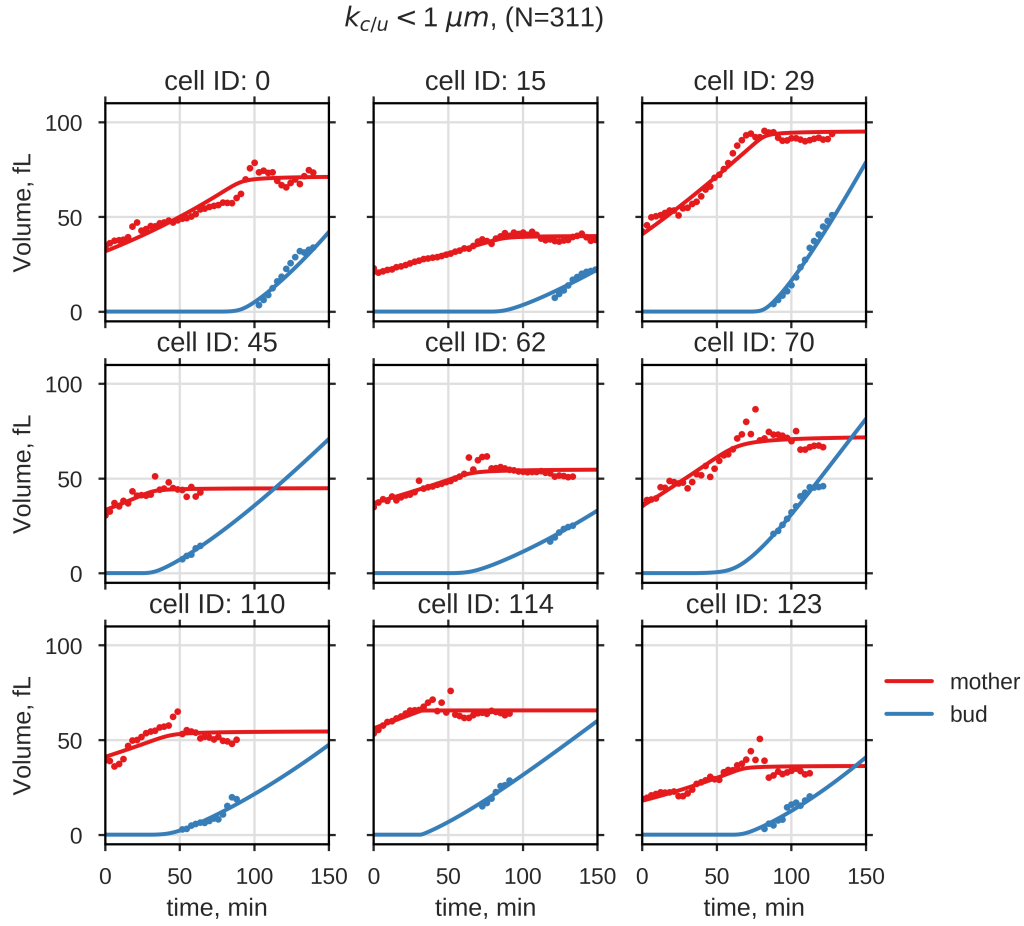 k_{c/u} < 1 μm, (N=311)
cell ID: 0 cell ID: 15 cell ID: 29
100
50
0
Volume, fL
cell ID: 45 cell ID: 62 cell ID: 70
100
50
0
Volume, fL
cell ID: 110 cell ID: 114 cell ID: 123
100
50
0
Volume, fL
mother
bud
0 50 100 150 0 50 100 150 0 50 100 150
time, min time, min time, min